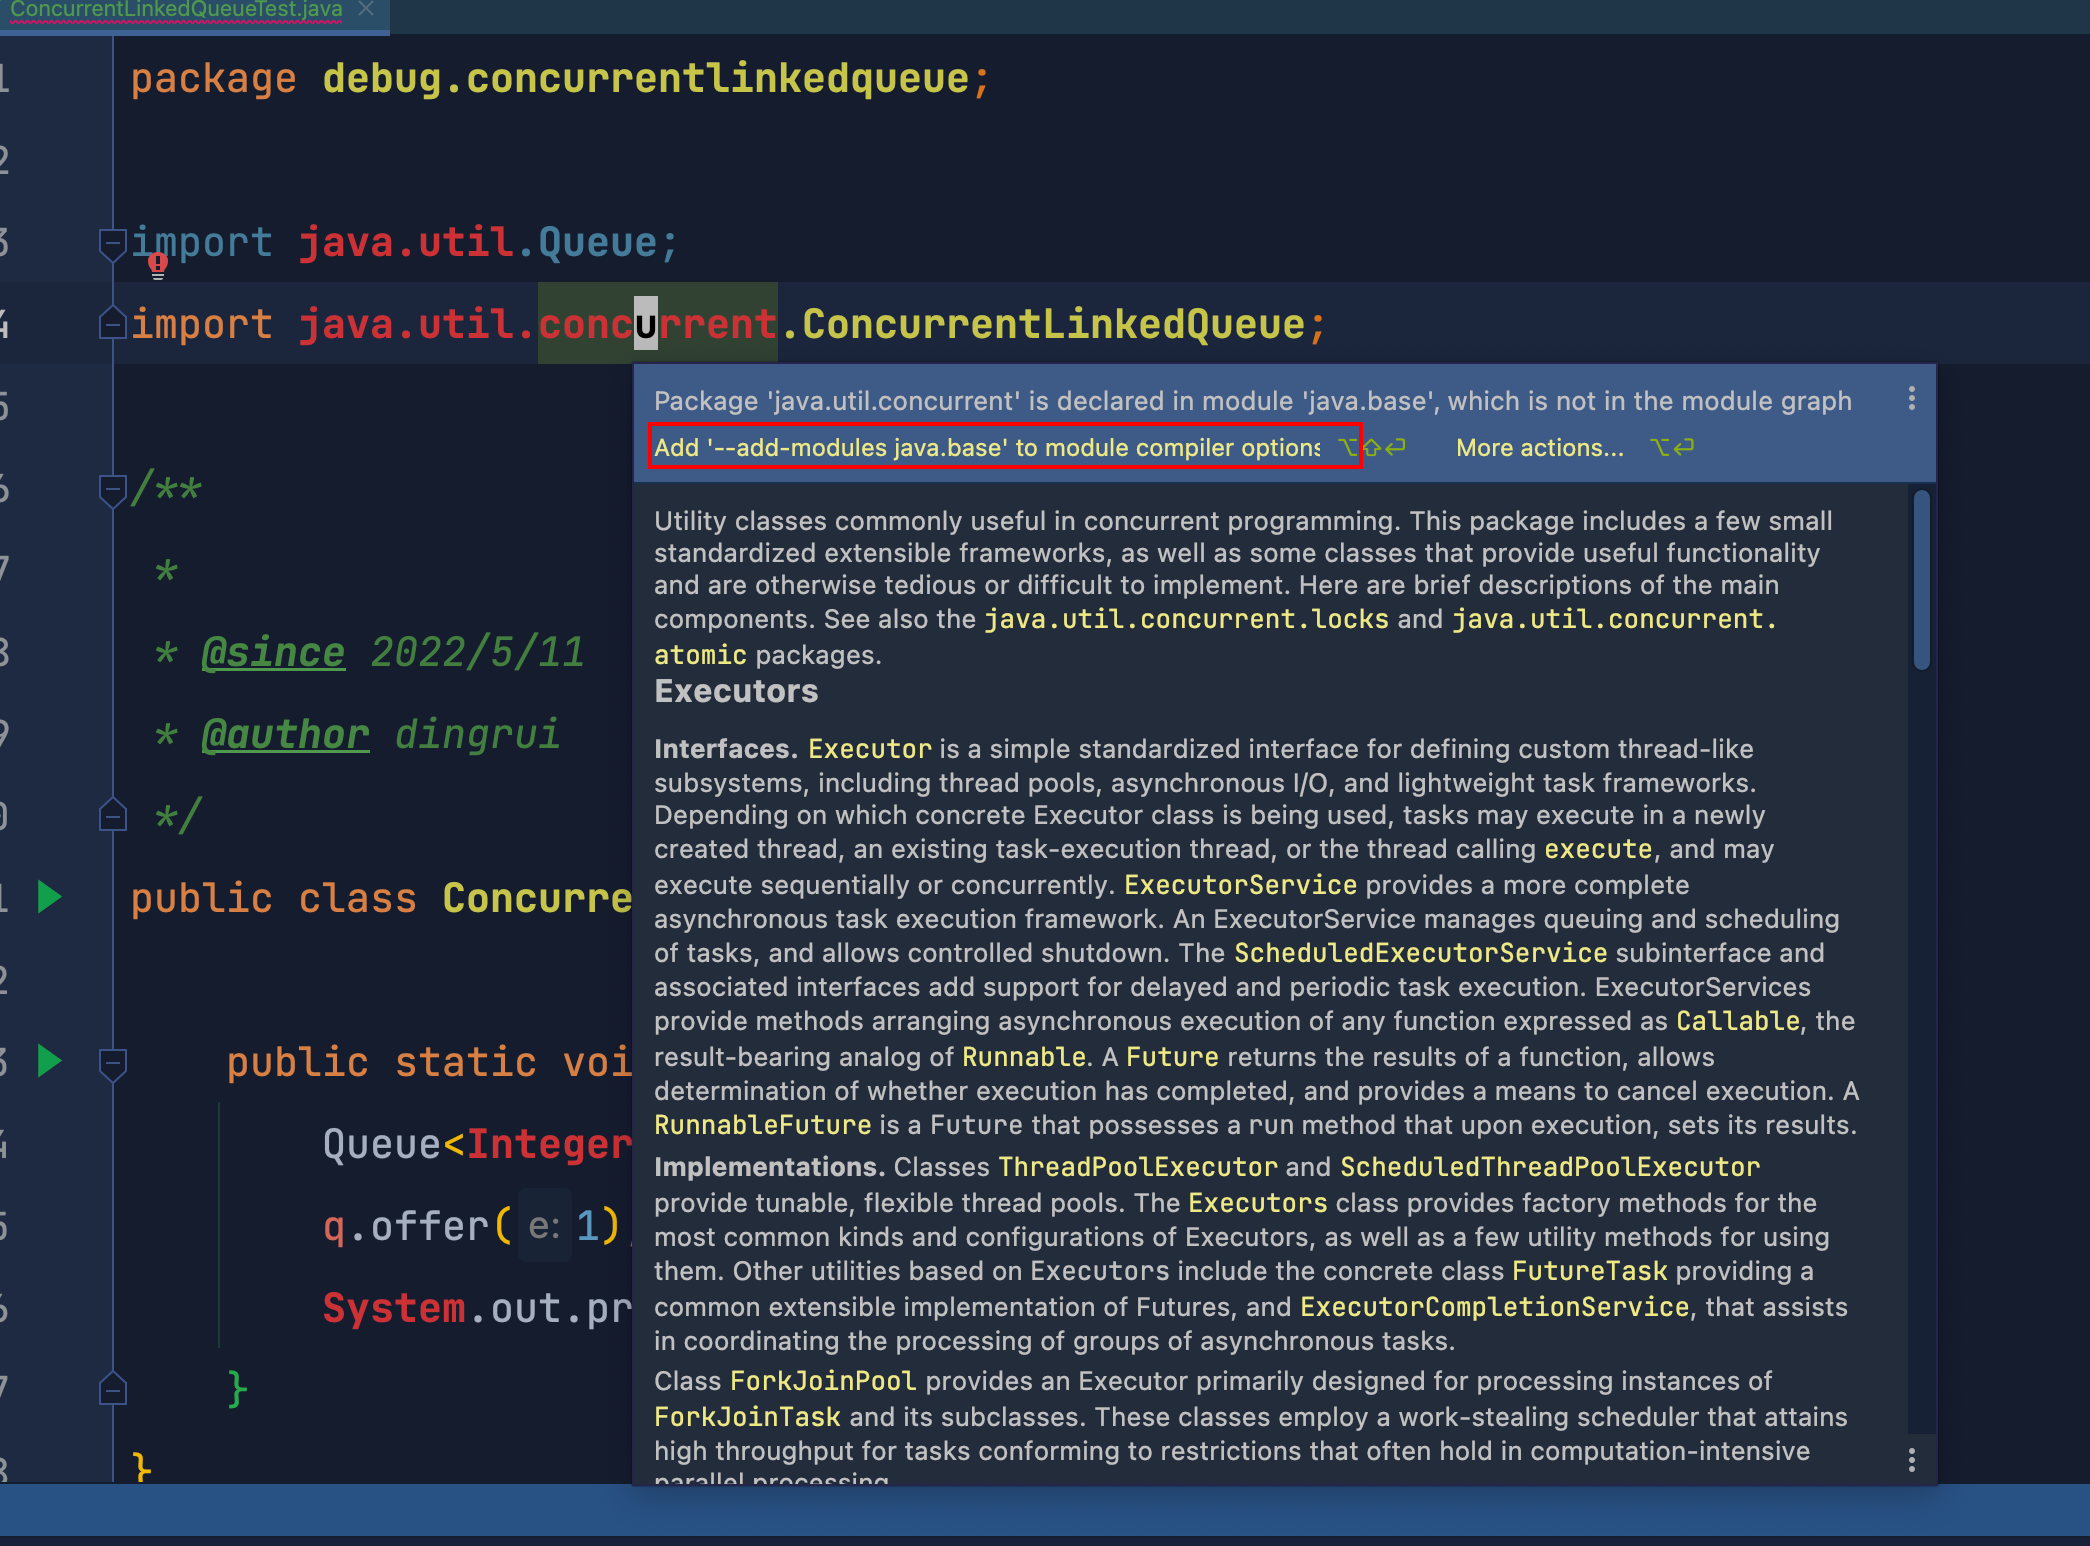 ConcurrentLinkedQueueTest.java
1 package debug.concurrentlinkedqueue;
2
3 import java.util.Queue;
4 import java.util.concurrent.ConcurrentLinkedQueue;
Package 'java.util.concurrent' is declared in module 'java.base', which is not in the module graph
Add '--add-modules java.base' to module compiler options ⌥⇧⏎ More actions... ⌥⏎
5
6 /**
7 *
8 * @since 2022/5/11
9 * @author dingrui
0 */
1 public class Concurre
2
3 public static voi
4 Queue<Integer
5 q.offer( e: 1)
6 System.out.pr
7 }
8 }
Utility classes commonly useful in concurrent programming. This package includes a few small
standardized extensible frameworks, as well as some classes that provide useful functionality
and are otherwise tedious or difficult to implement. Here are brief descriptions of the main
components. See also the java.util.concurrent.locks and java.util.concurrent.
atomic packages.
Executors
Interfaces. Executor is a simple standardized interface for defining custom thread-like
subsystems, including thread pools, asynchronous I/O, and lightweight task frameworks.
Depending on which concrete Executor class is being used, tasks may execute in a newly
created thread, an existing task-execution thread, or the thread calling execute, and may
execute sequentially or concurrently. ExecutorService provides a more complete
asynchronous task execution framework. An ExecutorService manages queuing and scheduling
of tasks, and allows controlled shutdown. The ScheduledExecutorService subinterface and
associated interfaces add support for delayed and periodic task execution. ExecutorServices
provide methods arranging asynchronous execution of any function expressed as Callable, the
result-bearing analog of Runnable. A Future returns the results of a function, allows
determination of whether execution has completed, and provides a means to cancel execution. A
RunnableFuture is a Future that possesses a run method that upon execution, sets its results.
Implementations. Classes ThreadPoolExecutor and ScheduledThreadPoolExecutor
provide tunable, flexible thread pools. The Executors class provides factory methods for the
most common kinds and configurations of Executors, as well as a few utility methods for using
them. Other utilities based on Executors include the concrete class FutureTask providing a
common extensible implementation of Futures, and ExecutorCompletionService, that assists
in coordinating the processing of groups of asynchronous tasks.
Class ForkJoinPool provides an Executor primarily designed for processing instances of
ForkJoinTask and its subclasses. These classes employ a work-stealing scheduler that attains
high throughput for tasks conforming to restrictions that often hold in computation-intensive
parallel processing.